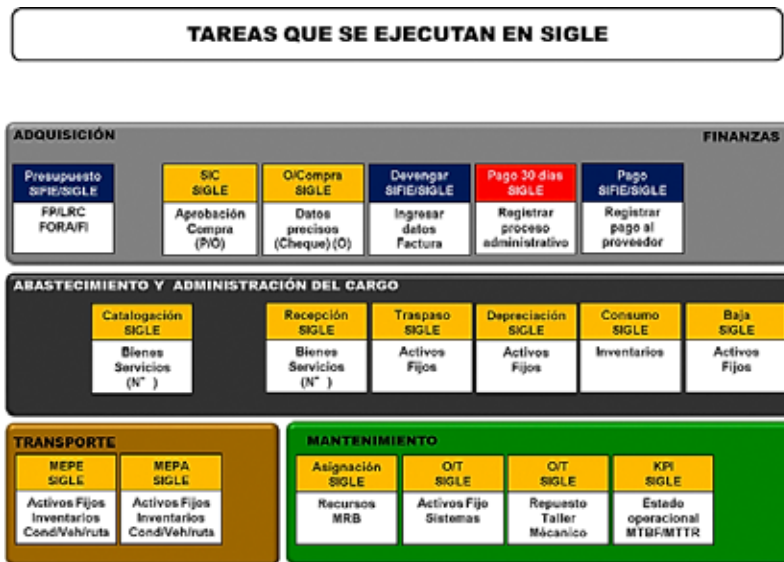 TAREAS QUE SE EJECUTAN EN SIGLE
ADQUISICIÓN
FINANZAS
Presupuesto
SIFIE/SIGLE
FP/LRC
FORA/FI
SIC
SIGLE
Aprobación
Compra
(P/O)
O/Compra
SIGLE
Datos
precisos
(Cheque) (O)
Devengar
SIFIE/SIGLE
Ingresar
datos
Factura
Pago 30 días
SIGLE
Registrar
proceso
administrativo
Pago
SIFIE/SIGLE
Registrar
pago al
proveedor
ABASTECIMIENTO Y ADMINISTRACIÓN DEL CARGO
Catalogación
SIGLE
Bienes
Servicios
(N° )
Recepción
SIGLE
Bienes
Servicios
(N° )
Traspaso
SIGLE
Activos
Fijos
Depreciación
SIGLE
Activos
Fijos
Consumo
SIGLE
Inventarios
Baja
SIGLE
Activos
Fijos
TRANSPORTE
MEPE
SIGLE
Activos Fijos
Inventarios
Cond/Veh/ruta
MEPA
SIGLE
Activos Fijos
Inventarios
Cond/Veh/ruta
MANTENIMIENTO
Asignación
SIGLE
Recursos
MRB
O/T
SIGLE
Activos Fijo
Sistemas
O/T
SIGLE
Repuesto
Taller
Mécanico
KPI
SIGLE
Estado
operacional
MTBF/MTTR